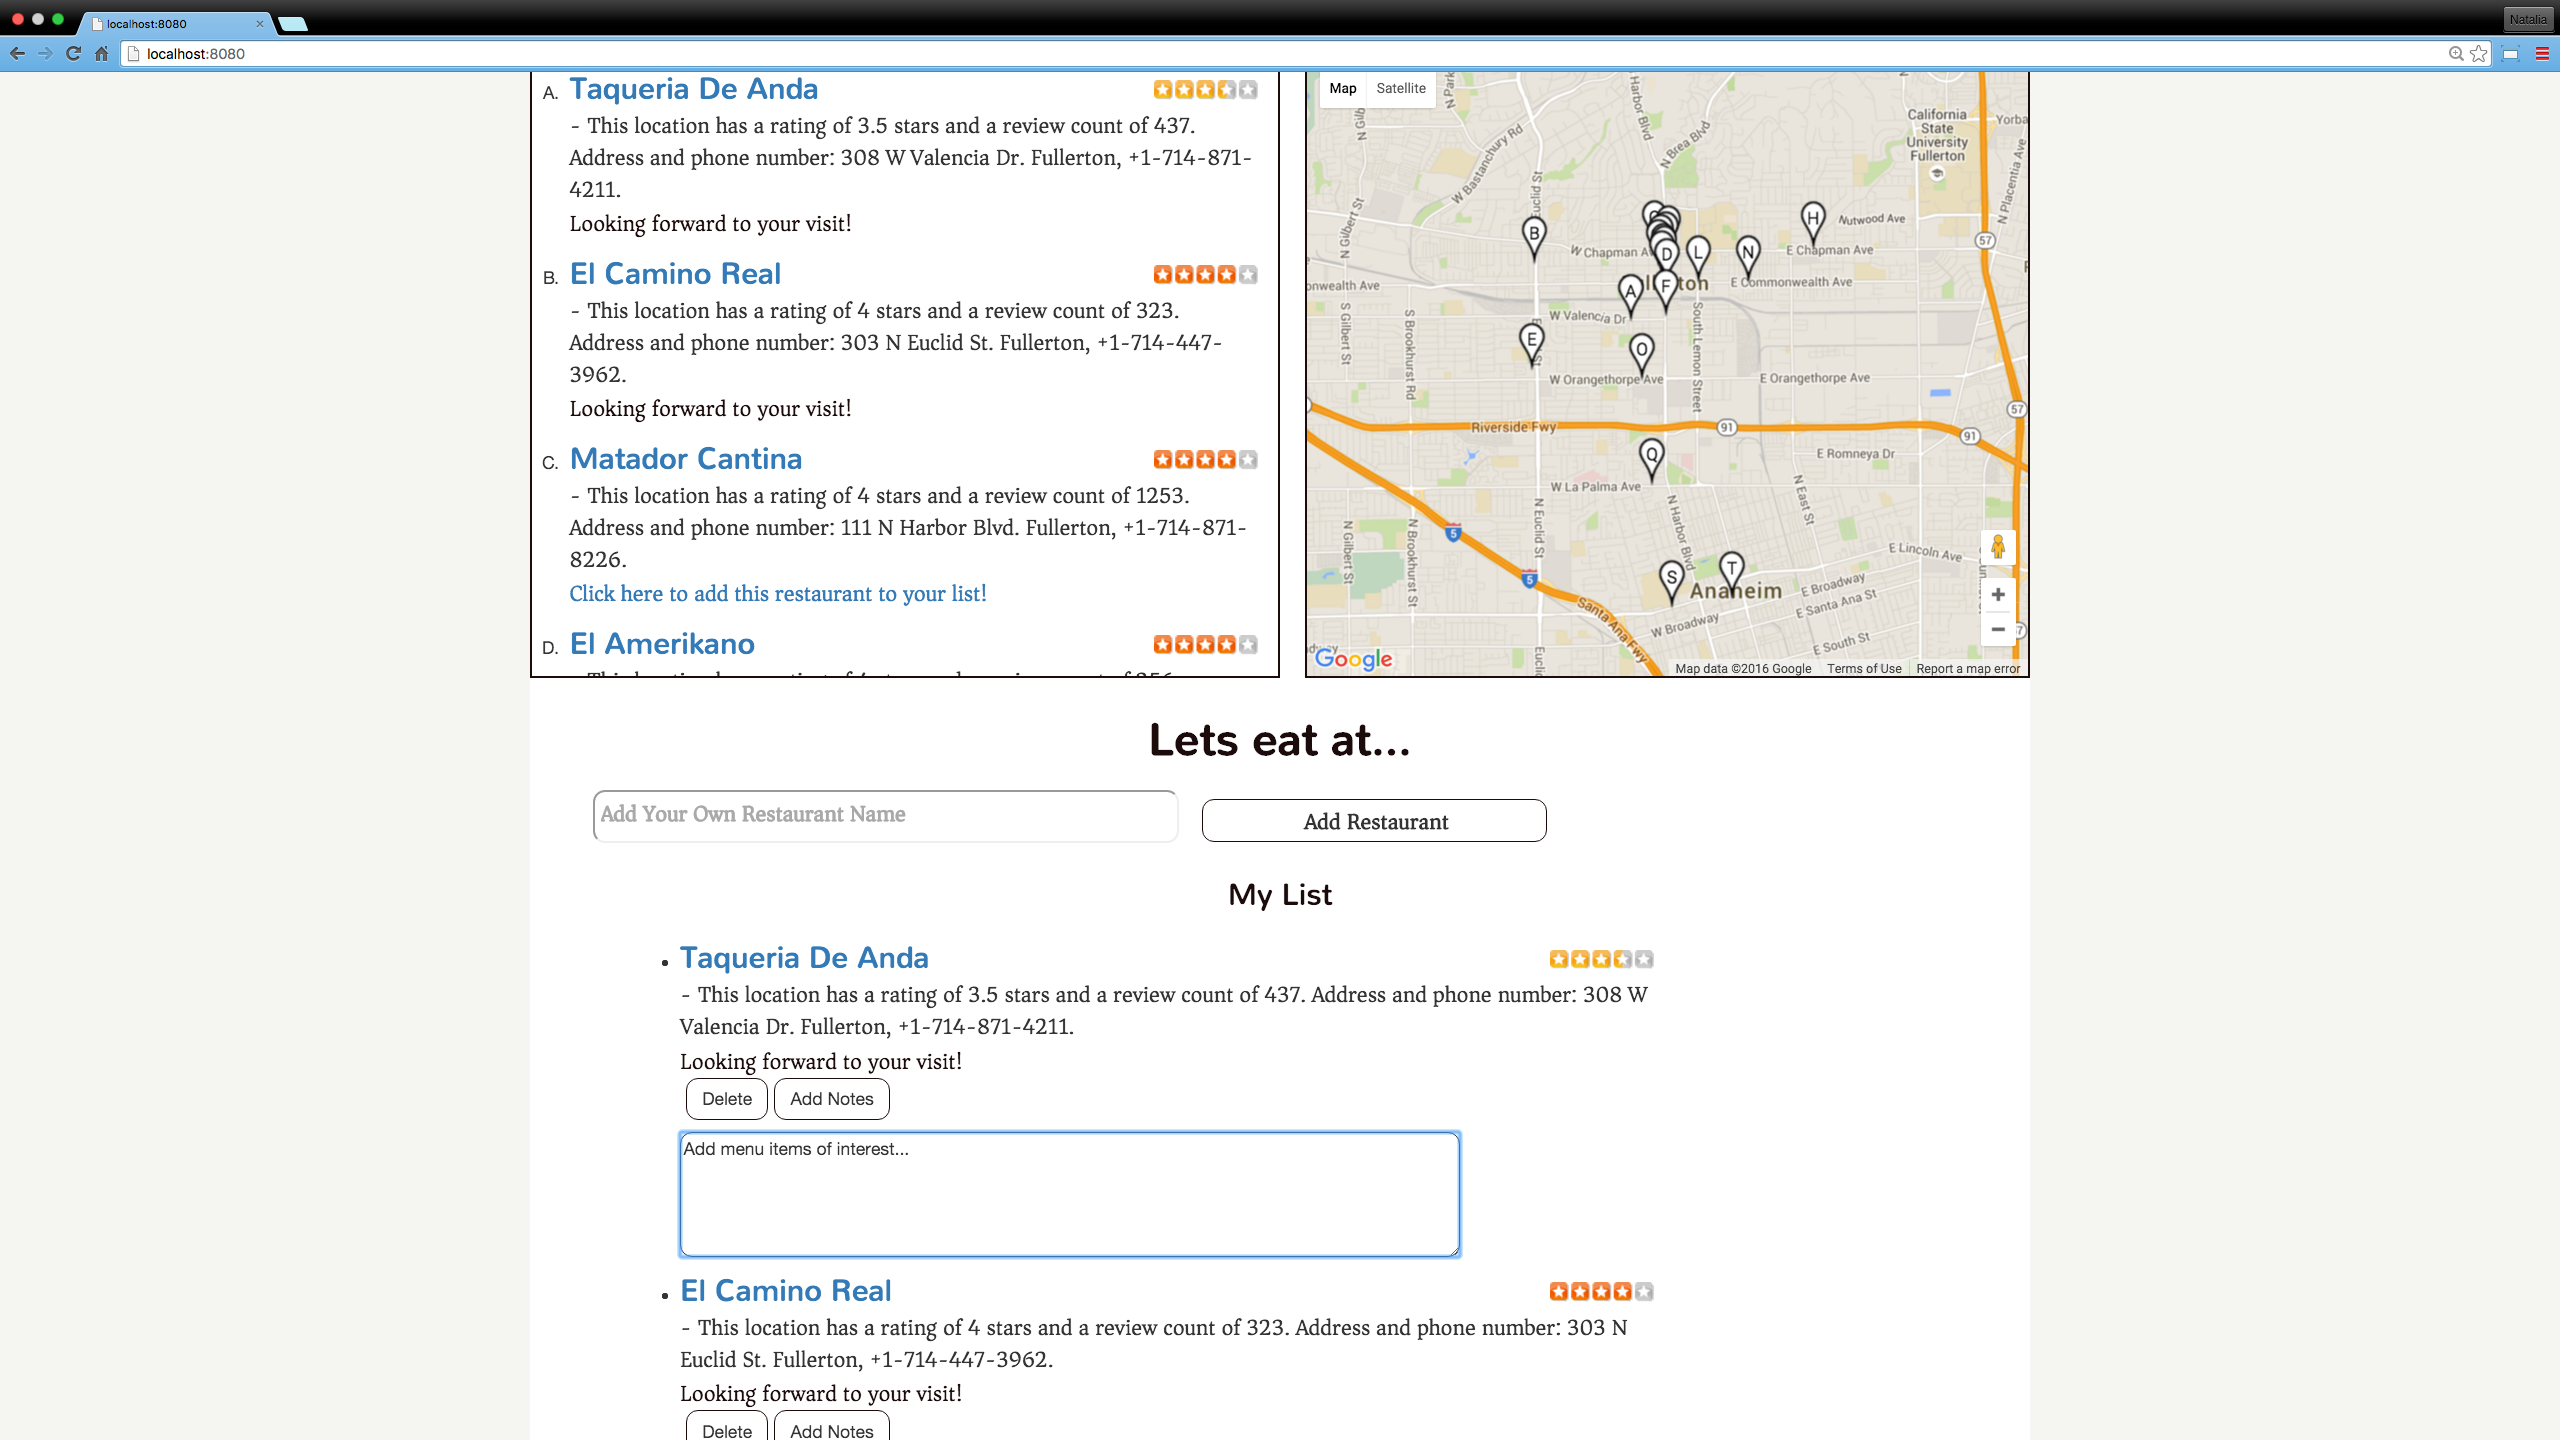 localhost:8080
Natalia
localhost:8080
A. Taqueria De Anda
- This location has a rating of 3.5 stars and a review count of 437.
Address and phone number: 308 W Valencia Dr. Fullerton, +1-714-871-
4211.
Looking forward to your visit!
B. El Camino Real
- This location has a rating of 4 stars and a review count of 323.
Address and phone number: 303 N Euclid St. Fullerton, +1-714-447-
3962.
Looking forward to your visit!
C. Matador Cantina
- This location has a rating of 4 stars and a review count of 1253.
Address and phone number: 111 N Harbor Blvd. Fullerton, +1-714-871-
8226.
Click here to add this restaurant to your list!
D. El Amerikano
Map
Satellite
N Harbor Blvd
N Brea Blvd
W Bastanchury Rd
N Gilbert St
Euclid St
California
State
University
Fullerton
Yorba
N Placentia Ave
57
B
D
L
N
H
Nutwood Ave
E Chapman Ave
W Chapman A
A
F
E Commonwealth Ave
onwealth Ave
W Valencia Dr
S Gilbert St
S Brookhurst Rd
South Lemon Street
E
O
W Orangethorpe Ave
E Orangethorpe Ave
57
Riverside Fwy
91
91
Q
E Romneya Dr
W La Palma Ave
N Gilbert St
N Brookhurst St
N Euclid St
N Harbor Blvd
N East St
5
5
E Lincoln Ave
S
T
Anaheim
E Broadway
E Santa Ana St
W Broadway
Santa Ana Fwy
E South St
Google
Map data ©2016 Google
Terms of Use
Report a map error
Lets eat at...
Add Your Own Restaurant Name
Add Restaurant
My List
Taqueria De Anda
- This location has a rating of 3.5 stars and a review count of 437. Address and phone number: 308 W
Valencia Dr. Fullerton, +1-714-871-4211.
Looking forward to your visit!
Delete
Add Notes
Add menu items of interest...
El Camino Real
- This location has a rating of 4 stars and a review count of 323. Address and phone number: 303 N
Euclid St. Fullerton, +1-714-447-3962.
Looking forward to your visit!
Delete
Add Notes